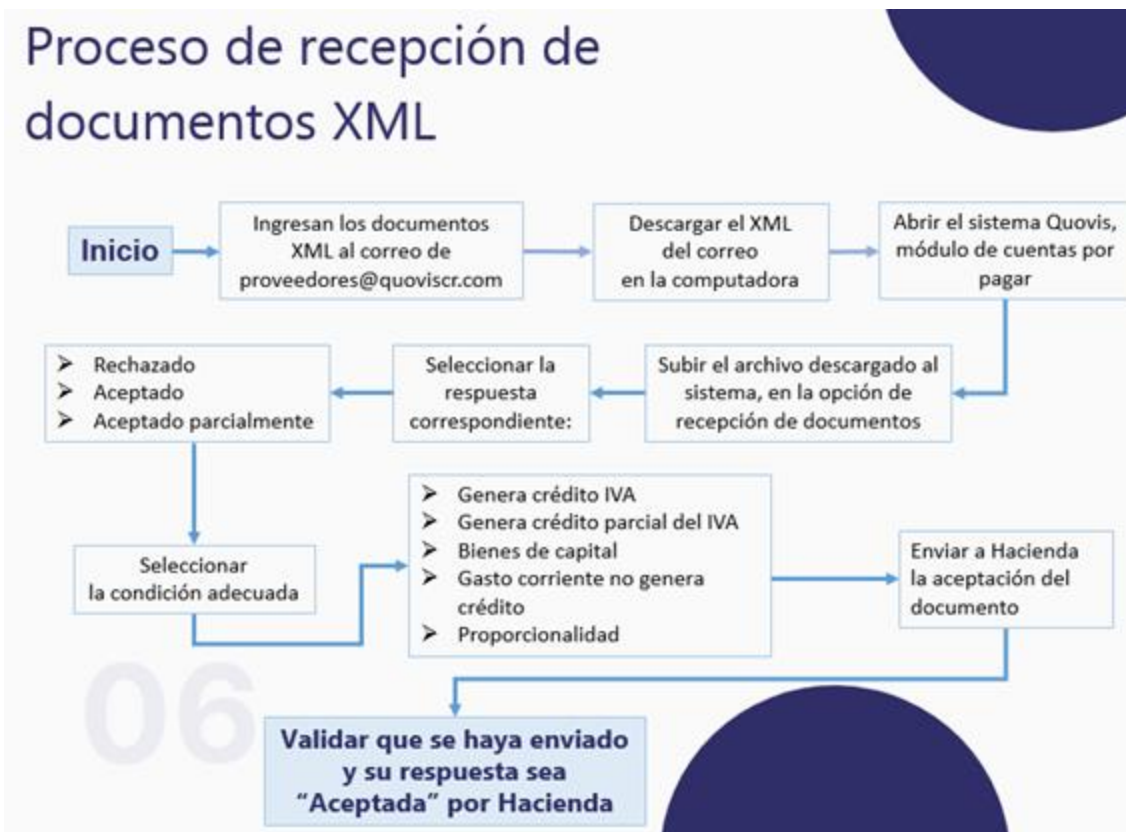 Proceso de recepción de
documentos XML
Inicio
Ingresan los documentos
XML al correo de
proveedores@quoviscr.com
Descargar el XML
del correo
en la computadora
Abrir el sistema Quovis,
módulo de cuentas por
pagar
Subir el archivo descargado al
sistema, en la opción de
recepción de documentos
Seleccionar la
respuesta
correspondiente:
➤ Rechazado
➤ Aceptado
➤ Aceptado parcialmente
Seleccionar
la condición adecuada
➤ Genera crédito IVA
➤ Genera crédito parcial del IVA
➤ Bienes de capital
➤ Gasto corriente no genera
crédito
➤ Proporcionalidad
Enviar a Hacienda
la aceptación del
documento
06
Validar que se haya enviado
y su respuesta sea
“Aceptada” por Hacienda